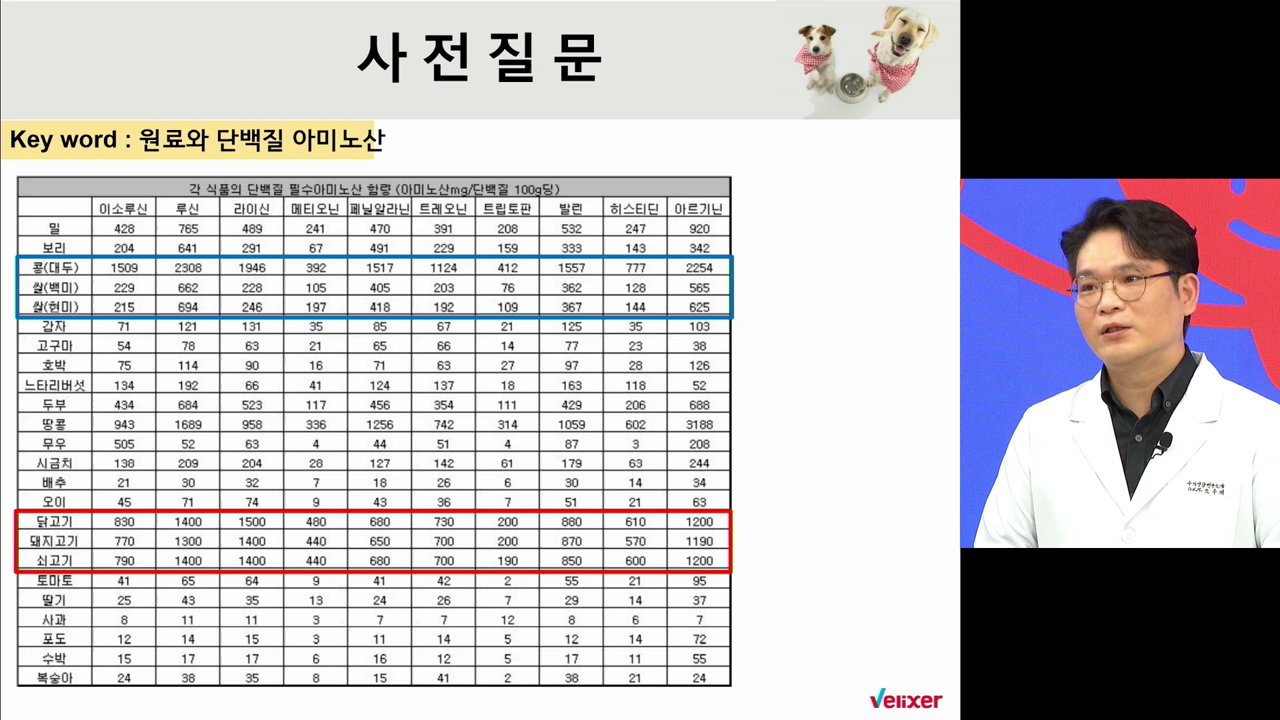 사 전 질 문
Key word : 원료와 단백질 아미노산
각 식품의 단백질 필수아미노산 함량 (아미노산mg/단백질 100g당)
이소루신 루신 라이신 메티오닌 페닐알라닌 트레오닌 트립토판 발린 히스티딘 아르기닌
밀 428 765 489 241 470 391 208 532 247 920
보리 204 641 291 67 491 229 159 333 143 342
콩(대두) 1509 2308 1946 392 1517 1124 412 1557 777 2254
쌀(백미) 229 662 228 105 405 203 76 362 128 565
쌀(현미) 215 694 246 197 418 192 109 367 144 625
감자 71 121 131 35 85 67 21 125 35 103
고구마 54 78 63 21 65 66 14 77 23 38
호박 75 114 90 16 71 63 27 97 28 126
느타리버섯 134 192 66 41 124 137 18 163 118 52
두부 434 684 523 117 456 354 111 429 206 688
땅콩 943 1689 958 336 1256 742 314 1059 602 3188
무우 505 52 63 4 44 51 4 87 3 208
시금치 138 209 204 28 127 142 61 179 63 244
배추 21 30 32 7 18 26 6 30 14 34
오이 45 71 74 9 43 36 7 51 21 63
닭고기 830 1400 1500 480 680 730 200 880 610 1200
돼지고기 770 1300 1400 440 650 700 200 870 570 1190
쇠고기 790 1400 1400 440 680 700 190 850 600 1200
토마토 41 65 64 9 41 42 2 55 21 95
딸기 25 43 35 13 24 26 7 29 14 37
사과 8 11 11 3 7 7 12 8 6 7
포도 12 14 15 3 11 14 5 12 14 72
수박 15 17 17 6 16 12 5 17 11 55
복숭아 24 38 35 8 15 41 2 38 21 24
Velixer